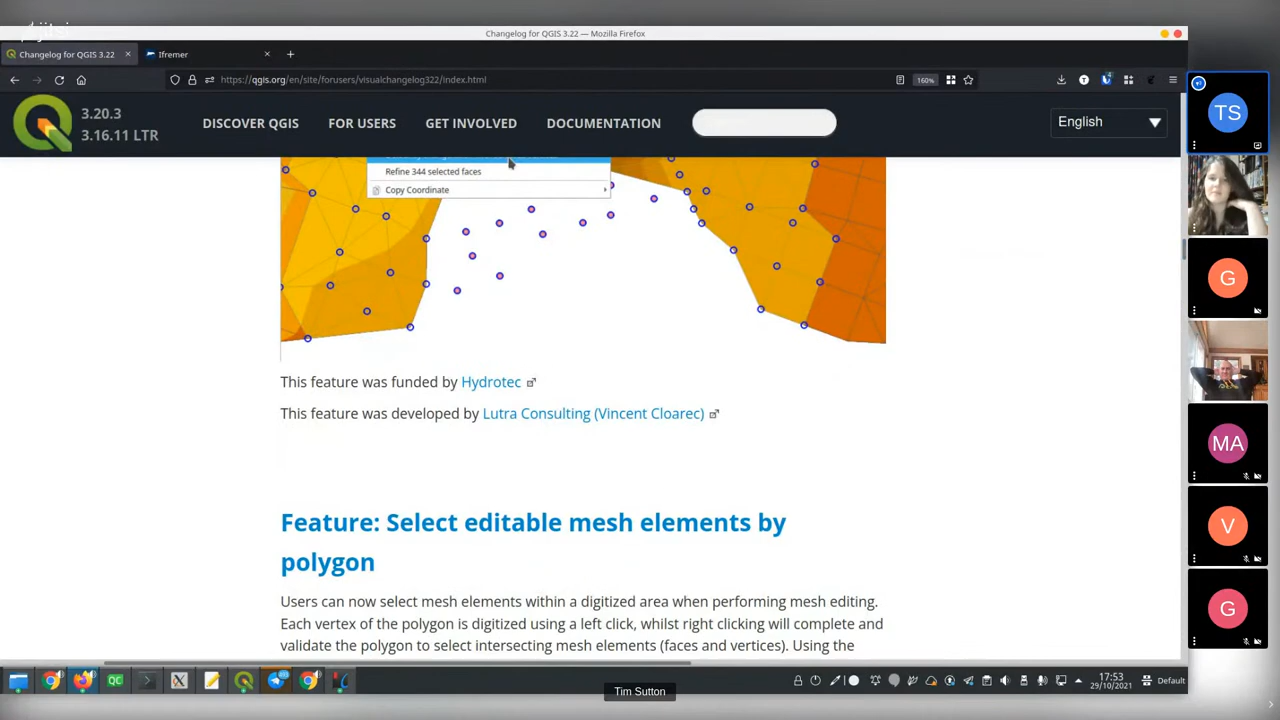 jitsi
Changelog for QGIS 3.22 — Mozilla Firefox
Changelog for QGIS 3.22
Ifremer
https://qgis.org/en/site/forusers/visualchangelog322/index.html
160%
3.20.3
3.16.11 LTR
DISCOVER QGIS
FOR USERS
GET INVOLVED
DOCUMENTATION
English
Refine 344 selected faces
Copy Coordinate
This feature was funded by Hydrotec
This feature was developed by Lutra Consulting (Vincent Cloarec)
Feature: Select editable mesh elements by
polygon
Users can now select mesh elements within a digitized area when performing mesh editing.
Each vertex of the polygon is digitized using a left click, whilst right clicking will complete and
validate the polygon to select intersecting mesh elements (faces and vertices). Using the
TS
G
MA
V
G
17:53
29/10/2021
Default
Tim Sutton